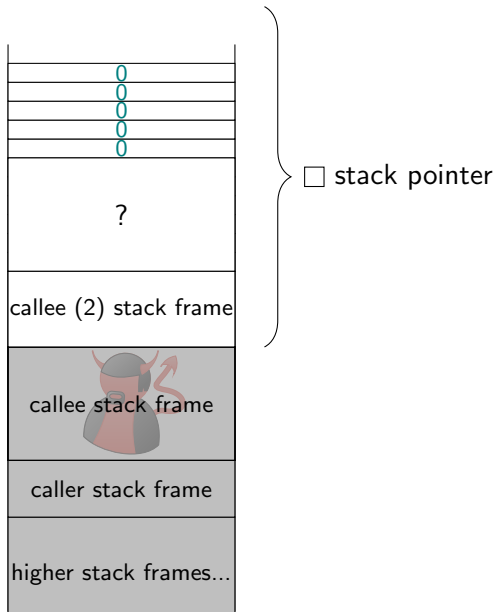 0
0
0
0
0
?
□ stack pointer
callee (2) stack frame
callee stack frame
caller stack frame
higher stack frames...